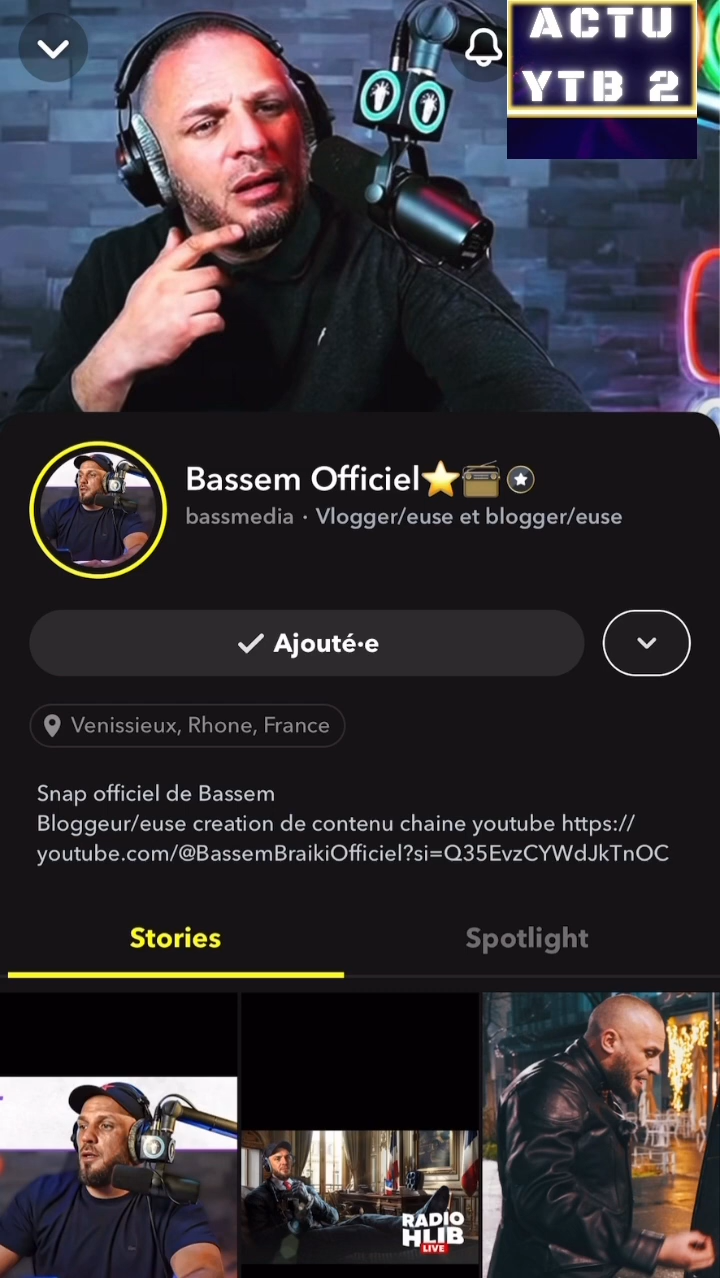 ACTU
YTB 2
Bassem Officiel⭐📻
bassmedia · Vlogger/euse et blogger/euse
Ajouté·e
Venissieux, Rhone, France
Snap officiel de Bassem
Bloggeur/euse creation de contenu chaine youtube https://
youtube.com/@BassemBraikiOfficiel?si=Q35EvzCYWdJkTnOC
Stories
Spotlight
RADIO
HLIB
LIVE